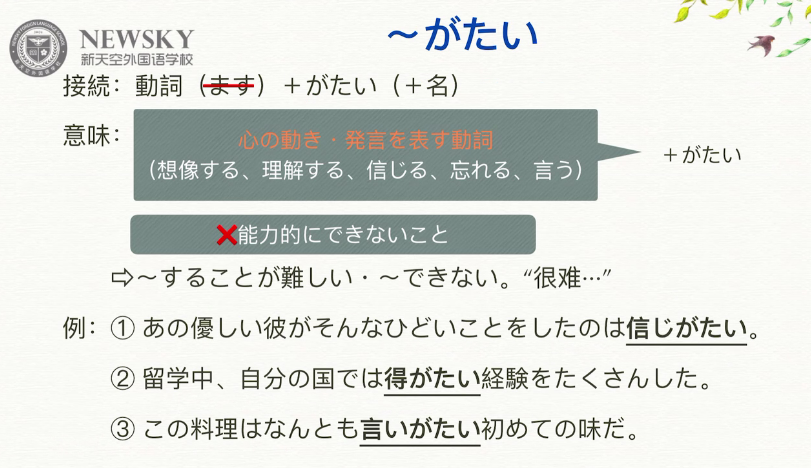 NEWSKY
新天空外国语学校
～がたい
接続：動詞（ます）＋がたい（＋名）
意味：
心の動き・発言を表す動詞
（想像する、理解する、信じる、忘れる、言う）
＋がたい
❌能力的にできないこと
⇨～することが難しい・～できない。“很难…”
例：① あの優しい彼がそんなひどいことをしたのは信じがたい。
② 留学中、自分の国では得がたい経験をたくさんした。
③ この料理はなんとも言いがたい初めての味だ。